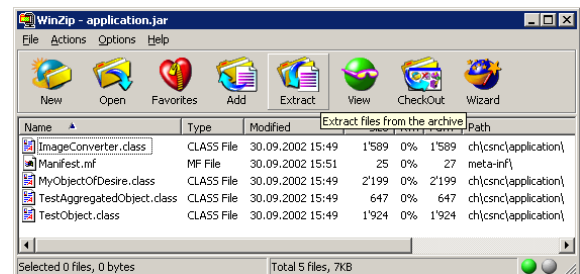 WinZip - application.jar
File Actions Options Help
New Open Favorites Add Extract View CheckOut Wizard
Extract files from the archive
Name Type Modified Path
ImageConverter.class CLASS File 30.09.2002 15:49 1'589 0% 1'589 ch\csnc\application\
Manifest.mf MF File 30.09.2002 15:51 25 0% 27 meta-inf\
MyObjectOfDesire.class CLASS File 30.09.2002 15:49 2'199 0% 2'199 ch\csnc\application\
TestAggregatedObject.class CLASS File 30.09.2002 15:49 647 0% 647 ch\csnc\application\
TestObject.class CLASS File 30.09.2002 15:49 1'924 0% 1'924 ch\csnc\application\
Selected 0 files, 0 bytes Total 5 files, 7KB